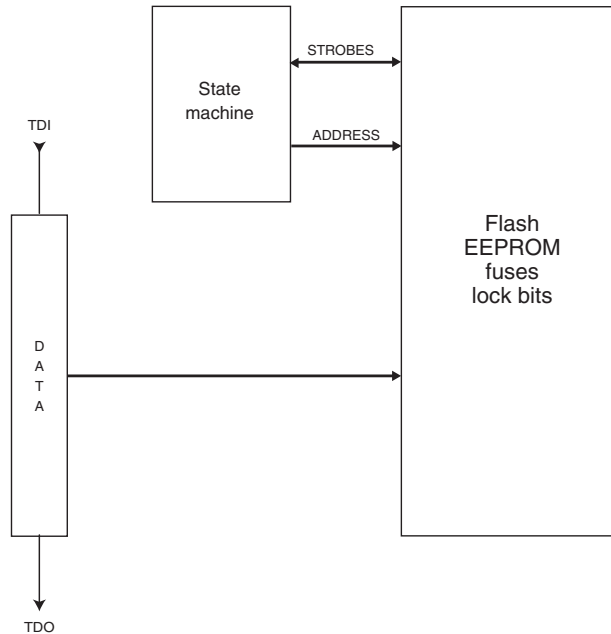 STROBES
State
machine
TDI
ADDRESS
Flash
EEPROM
fuses
lock bits
D
A
T
A
TDO